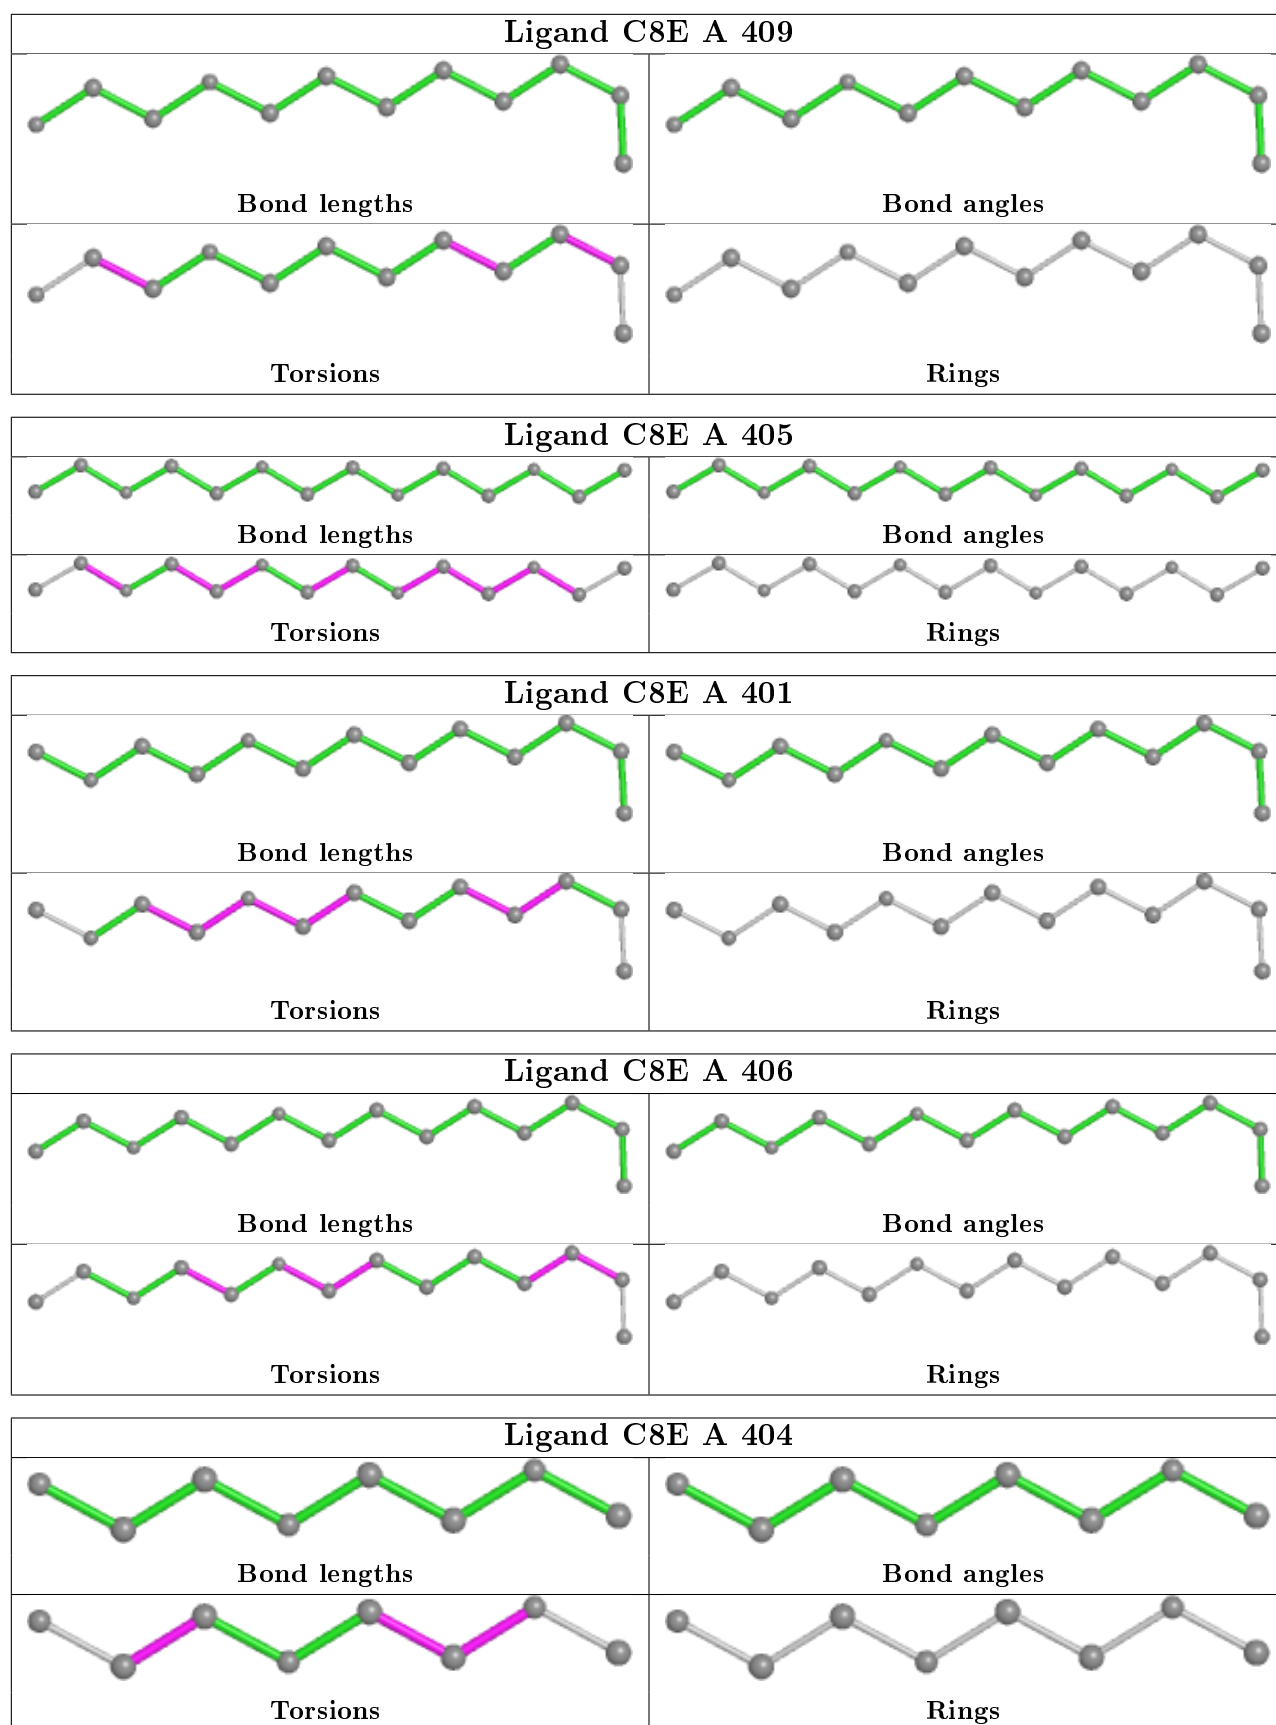 Ligand C8E A 409
Bond lengths
Bond angles
Torsions
Rings
Ligand C8E A 405
Bond lengths
Bond angles
Torsions
Rings
Ligand C8E A 401
Bond lengths
Bond angles
Torsions
Rings
Ligand C8E A 406
Bond lengths
Bond angles
Torsions
Rings
Ligand C8E A 404
Bond lengths
Bond angles
Torsions
Rings